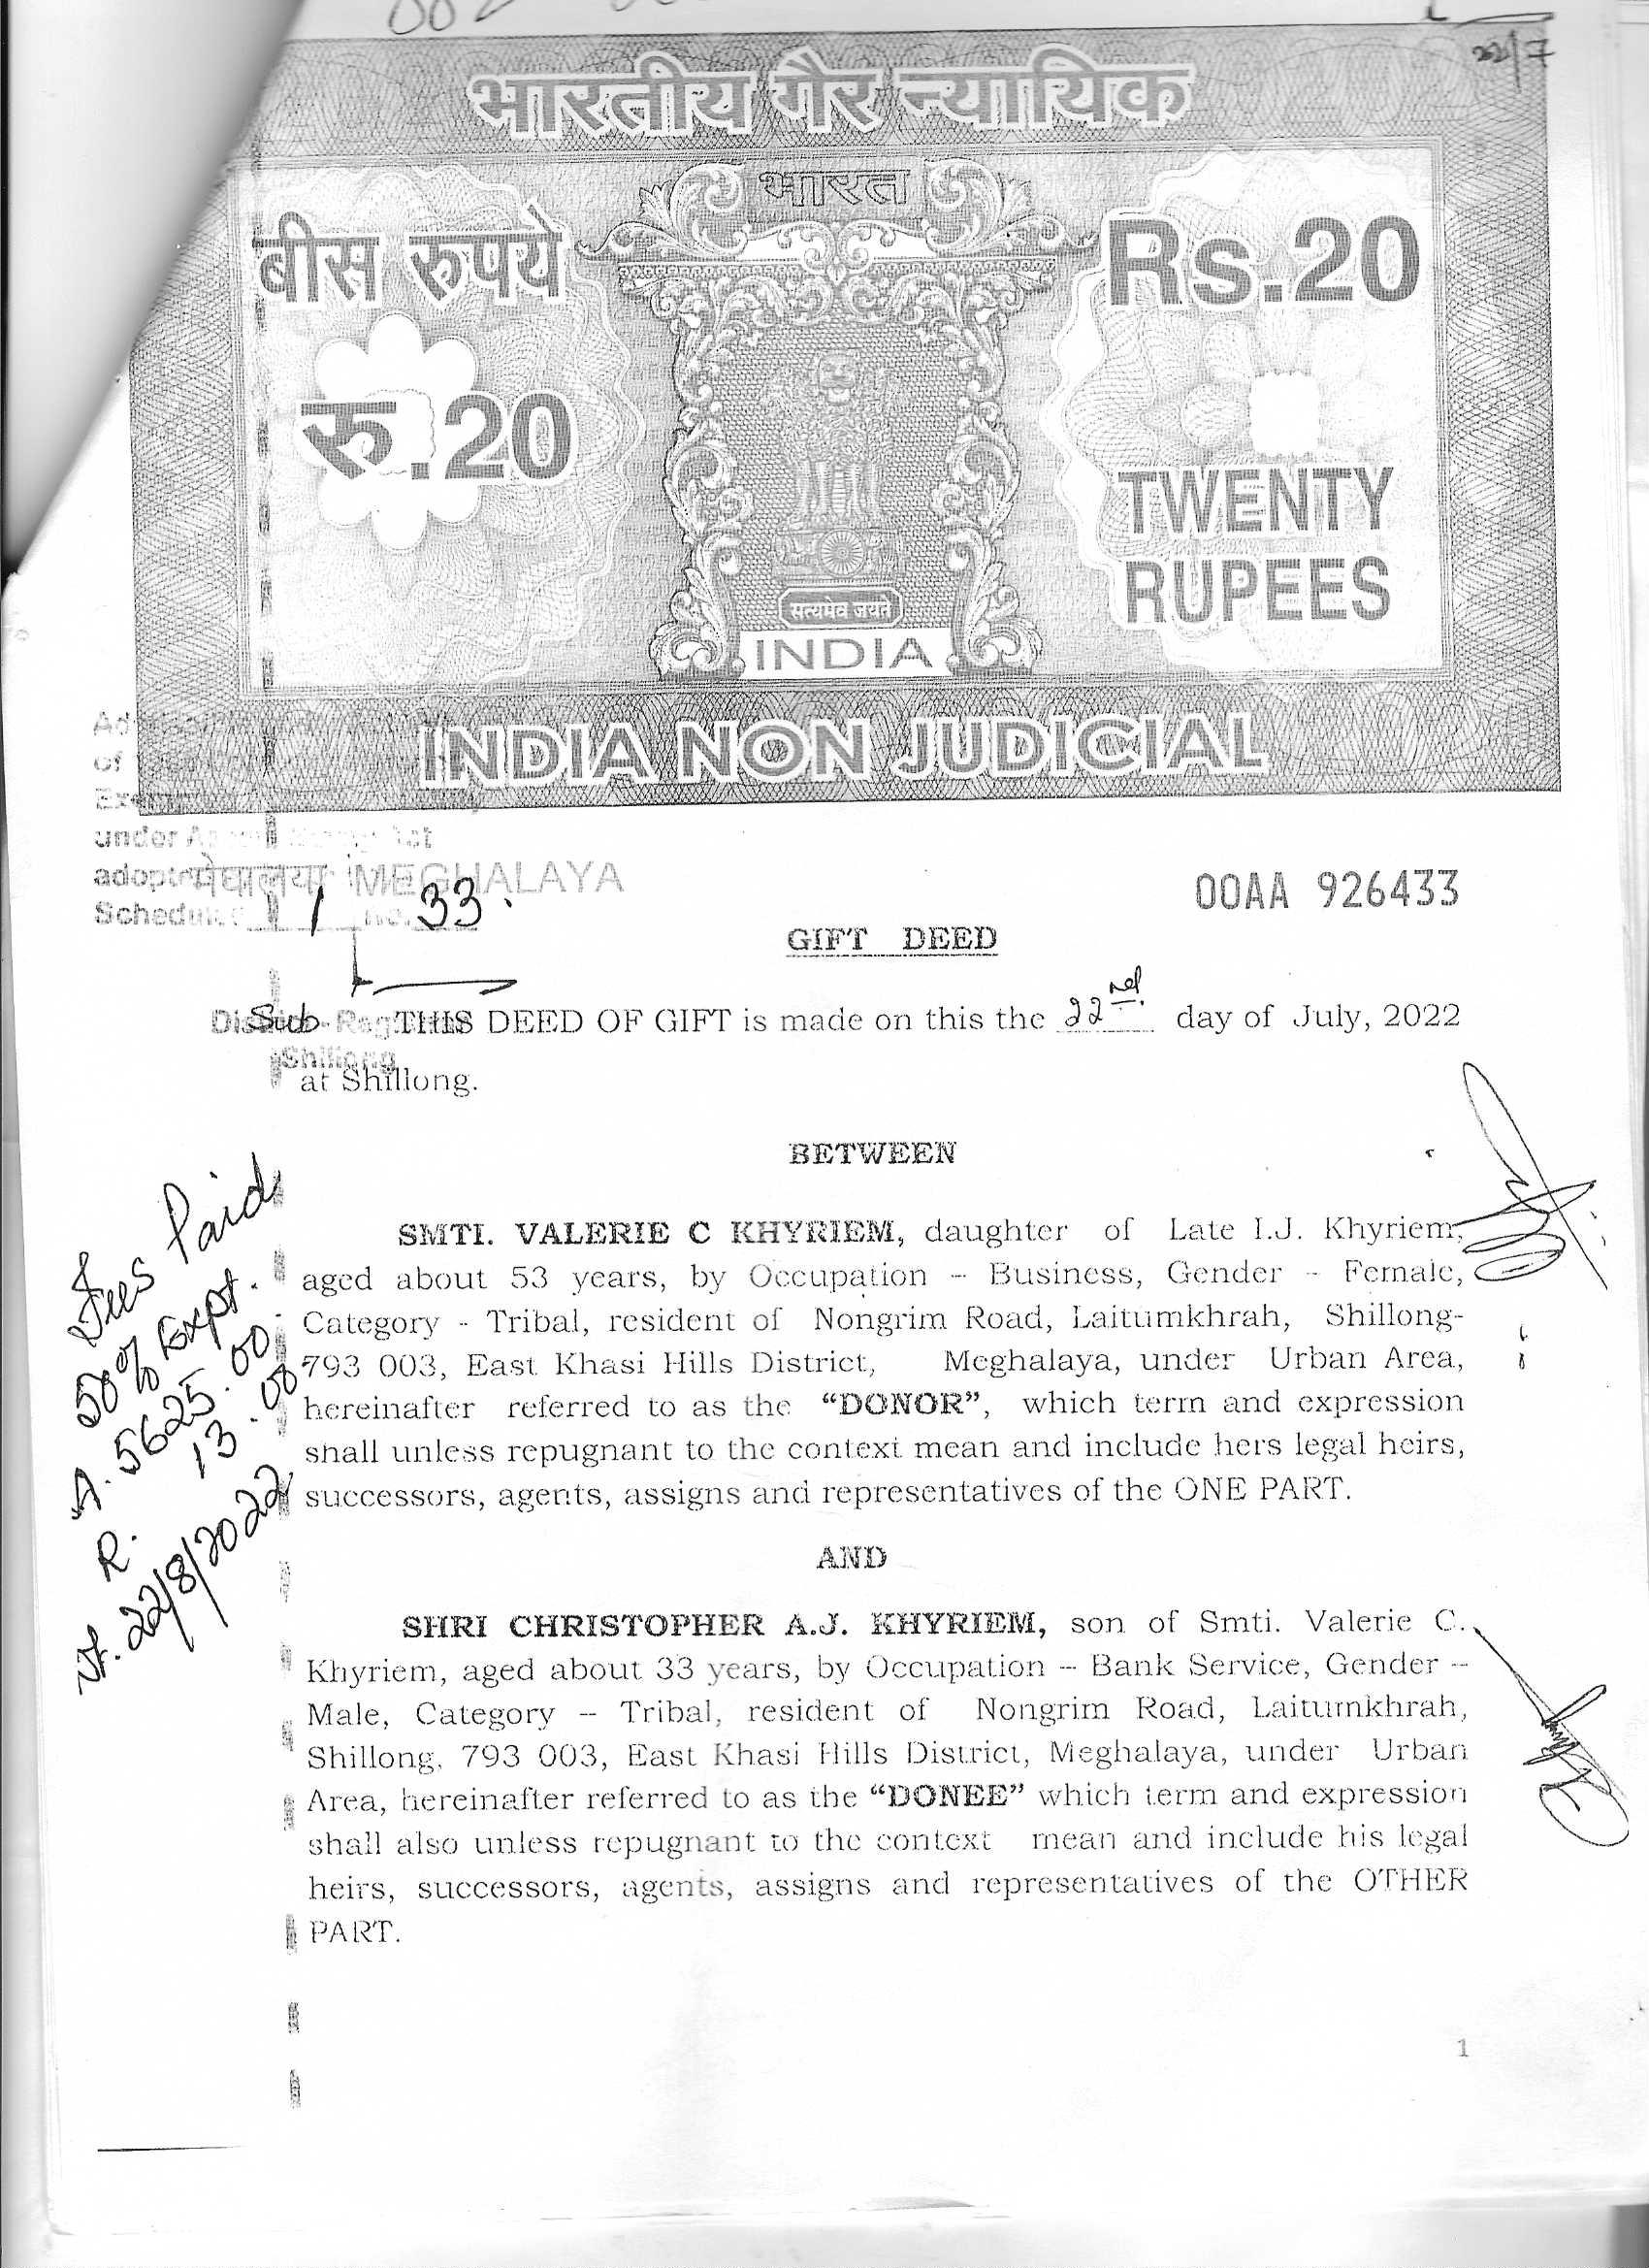 22/7
भारतीय गैर न्यायिक
भारत
बीस रूपये
Rs.20
रू.20
TWENTY
RUPEES
सत्यमेव जयते
INDIA
INDIA NON JUDICIAL
of
under
मेघालय MEGHALAYA
00AA 926433
1 33.
GIFT DEED
Sub
THIS DEED OF GIFT is made on this the 22nd day of July, 2022
Shillong
at Shillong.
BETWEEN
SMTI. VALERIE C KHYRIEM, daughter of Late I.J. Khyriem,
aged about 53 years, by Occupation - Business, Gender - Female,
Category - Tribal, resident of Nongrim Road, Laitumkhrah, Shillong-
793 003, East Khasi Hills District, Meghalaya, under Urban Area,
hereinafter referred to as the “DONOR”, which term and expression
shall unless repugnant to the context mean and include hers legal heirs,
successors, agents, assigns and representatives of the ONE PART.
AND
SHRI CHRISTOPHER A.J. KHYRIEM, son of Smti. Valerie C.
Khyriem, aged about 33 years, by Occupation – Bank Service, Gender –
Male, Category – Tribal, resident of Nongrim Road, Laitumkhrah,
Shillong, 793 003, East Khasi Hills District, Meghalaya, under Urban
Area, hereinafter referred to as the “DONEE” which term and expression
shall also unless repugnant to the context mean and include his legal
heirs, successors, agents, assigns and representatives of the OTHER
PART.
Fees Paid
50% Expt.
A. 5625.00
R. 13.00
22/8/2022
1